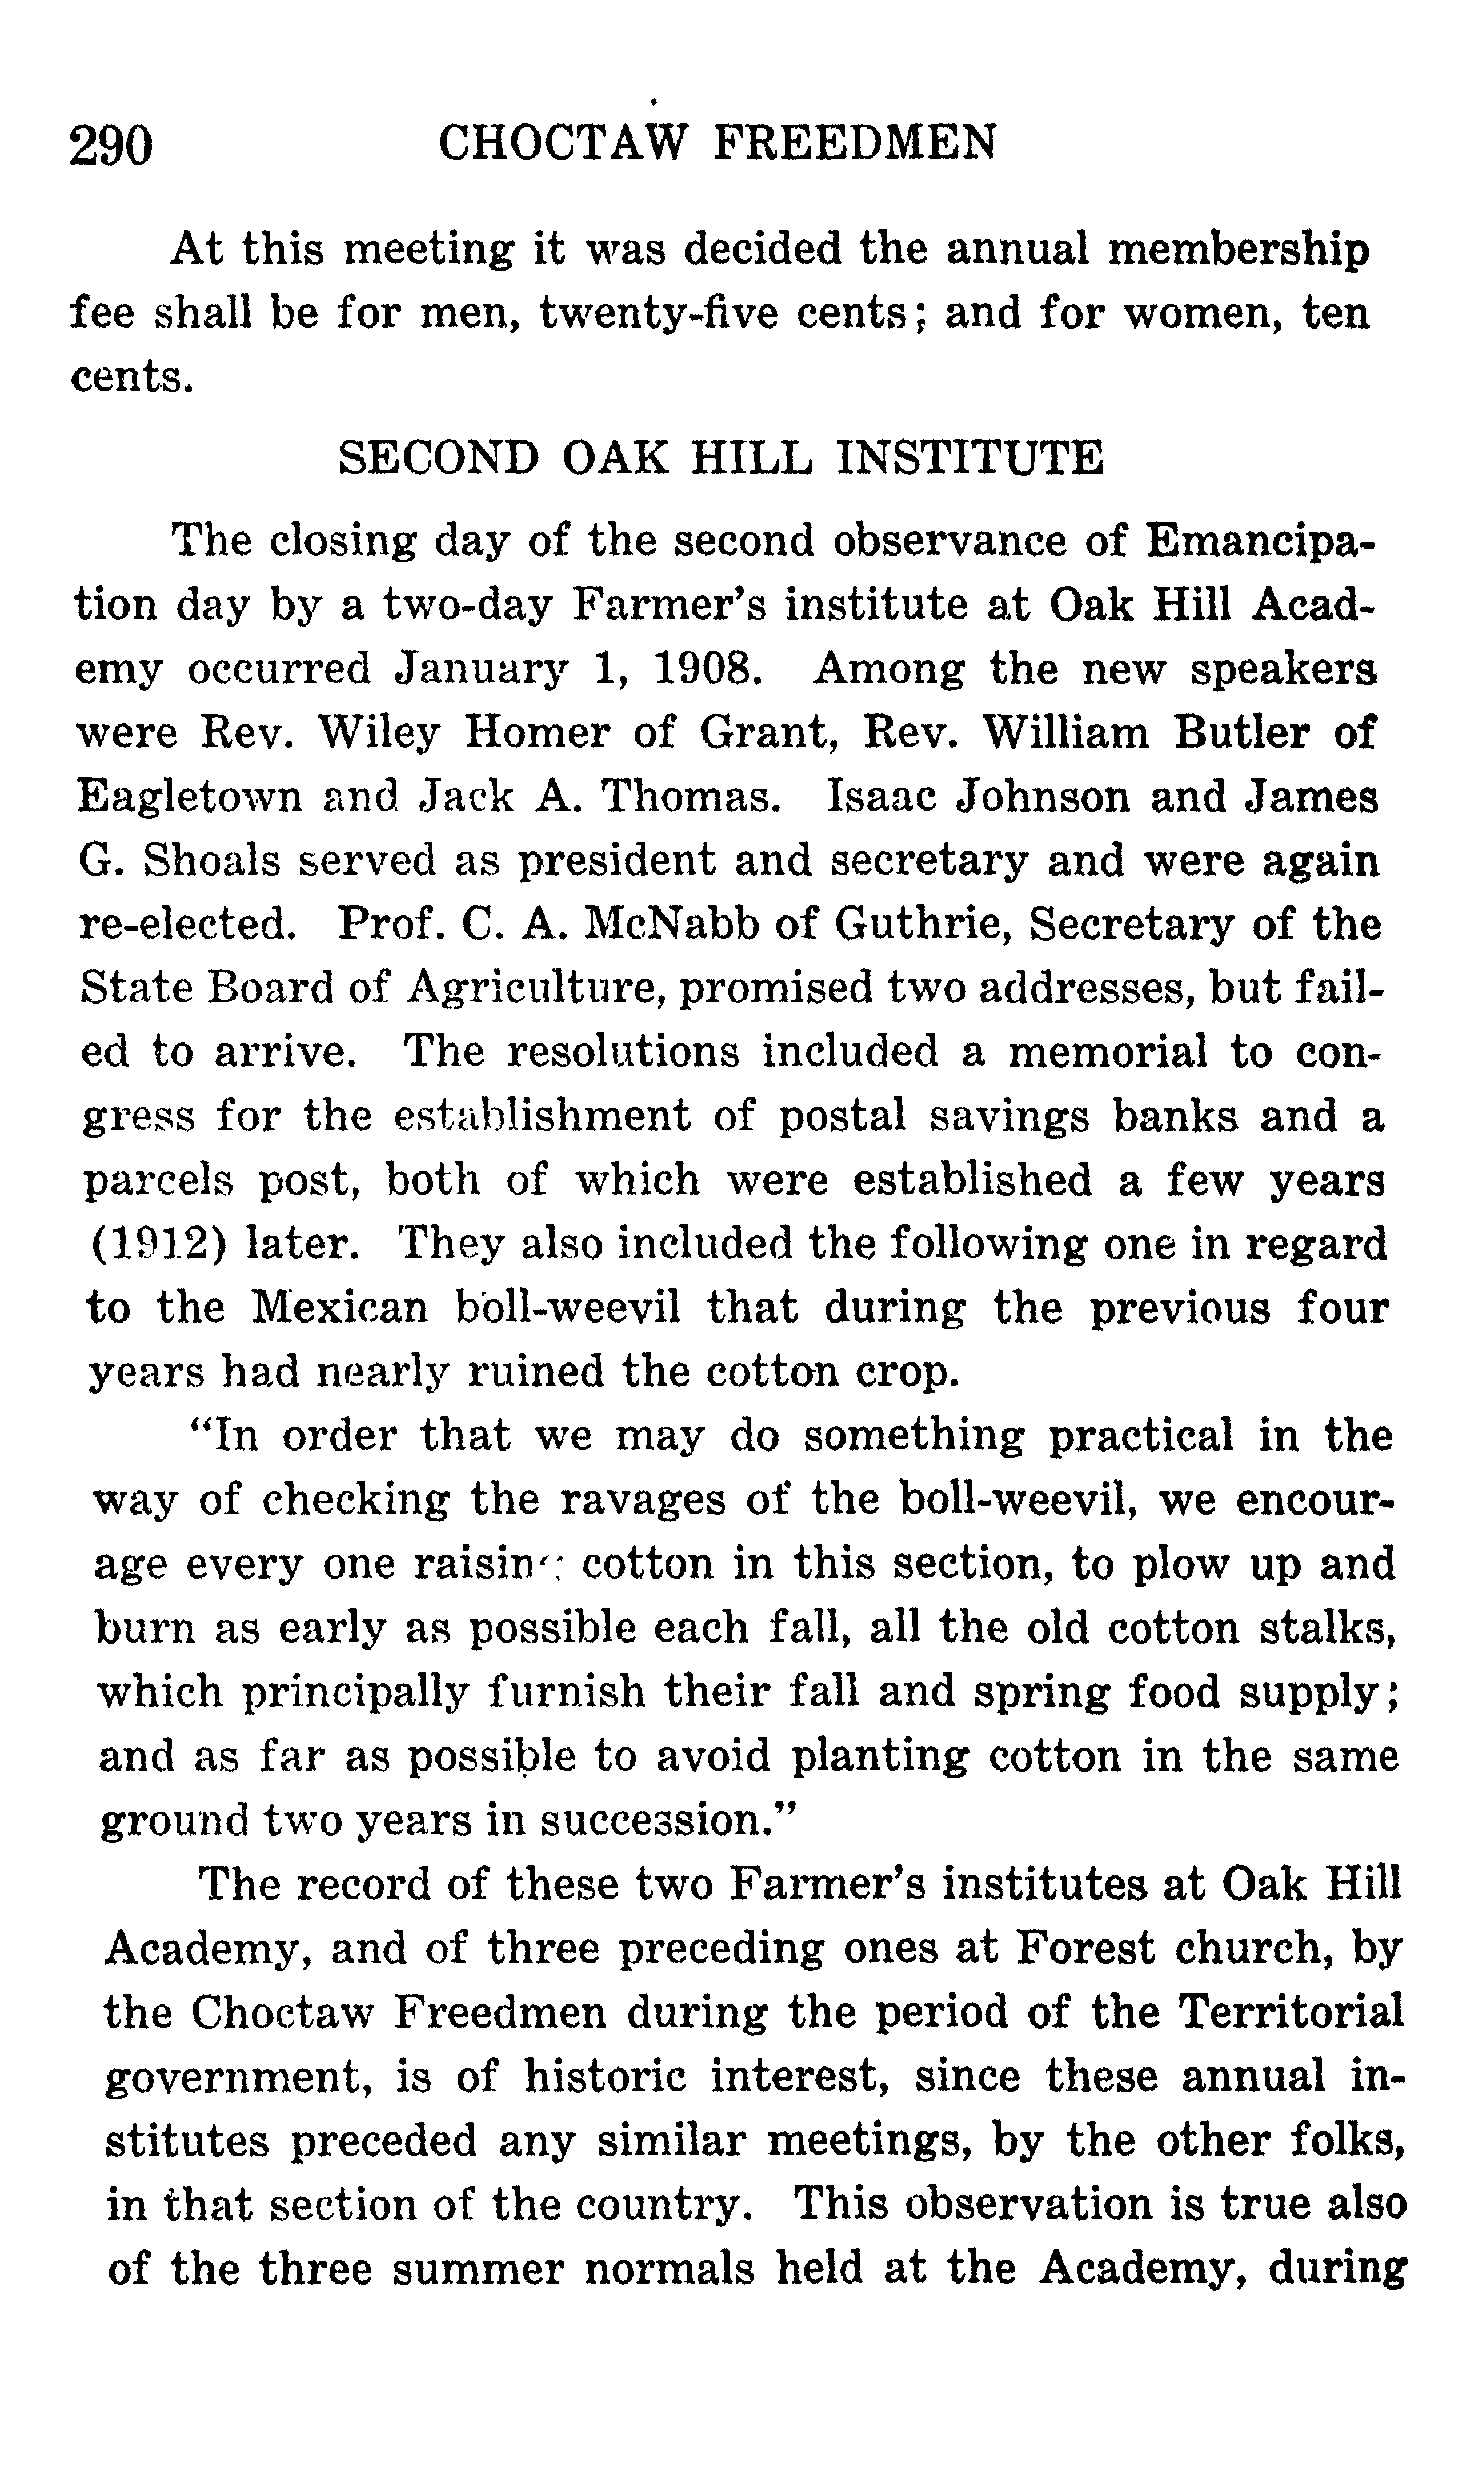 290 CHOCTAW FREEDMEN
At this meeting it was decided the annual membership
fee shall be for men, twenty-five cents; and for women, ten
cents.
SECOND OAK HILL INSTITUTE
The closing day of the second observance of Emancipa-
tion day by a two-day Farmer's institute at Oak Hill Acad-
emy occurred January 1, 1908. Among the new speakers
were Rev. Wiley Homer of Grant, Rev. William Butler of
Eagletown and Jack A. Thomas. Isaac Johnson and James
G. Shoals served as president and secretary and were again
re-elected. Prof. C. A. McNabb of Guthrie, Secretary of the
State Board of Agriculture, promised two addresses, but fail-
ed to arrive. The resolutions included a memorial to con-
gress for the establishment of postal savings banks and a
parcels post, both of which were established a few years
(1912) later. They also included the following one in regard
to the Mexican boll-weevil that during the previous four
years had nearly ruined the cotton crop.
"In order that we may do something practical in the
way of checking the ravages of the boll-weevil, we encour-
age every one raising cotton in this section, to plow up and
burn as early as possible each fall, all the old cotton stalks,
which principally furnish their fall and spring food supply;
and as far as possible to avoid planting cotton in the same
ground two years in succession."
The record of these two Farmer's institutes at Oak Hill
Academy, and of three preceding ones at Forest church, by
the Choctaw Freedmen during the period of the Territorial
government, is of historic interest, since these annual in-
stitutes preceded any similar meetings, by the other folks,
in that section of the country. This observation is true also
of the three summer normals held at the Academy, during